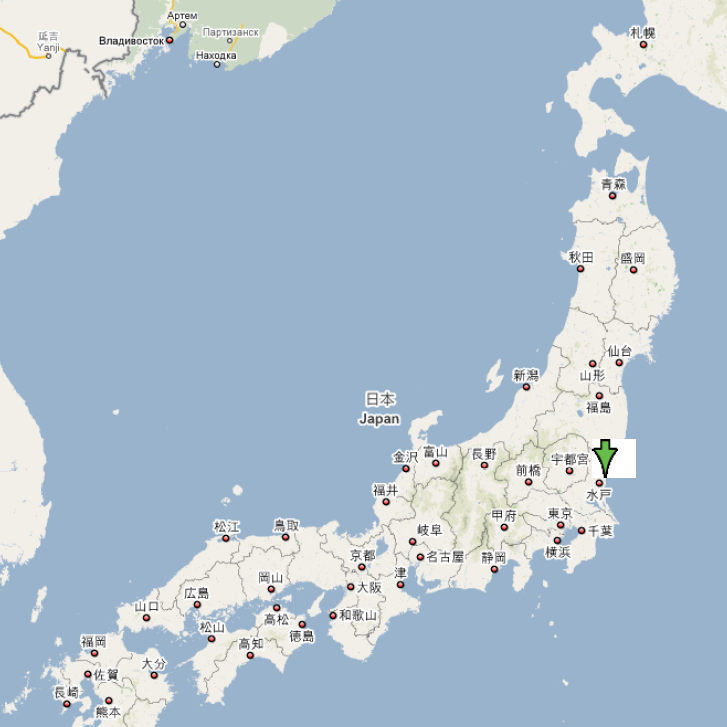 Артем
延吉
Yanji
Партизанск
Владивосток
Находка
札幌
青森
秋田
盛岡
仙台
山形
新潟
福島
日本
Japan
金沢
富山
長野
宇都宮
前橋
水戸
福井
甲府
東京
千葉
横浜
松江
鳥取
岐阜
京都
名古屋
静岡
津
大阪
岡山
広島
山口
高松
和歌山
徳島
松山
高知
福岡
大分
佐賀
長崎
熊本